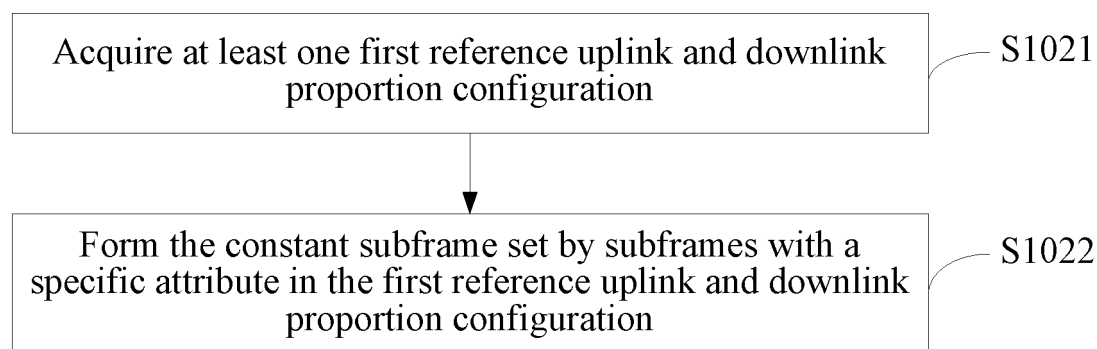 Acquire at least one first reference uplink and downlink
proportion configuration
S1021
Form the constant subframe set by subframes with a
specific attribute in the first reference uplink and downlink
proportion configuration
S1022